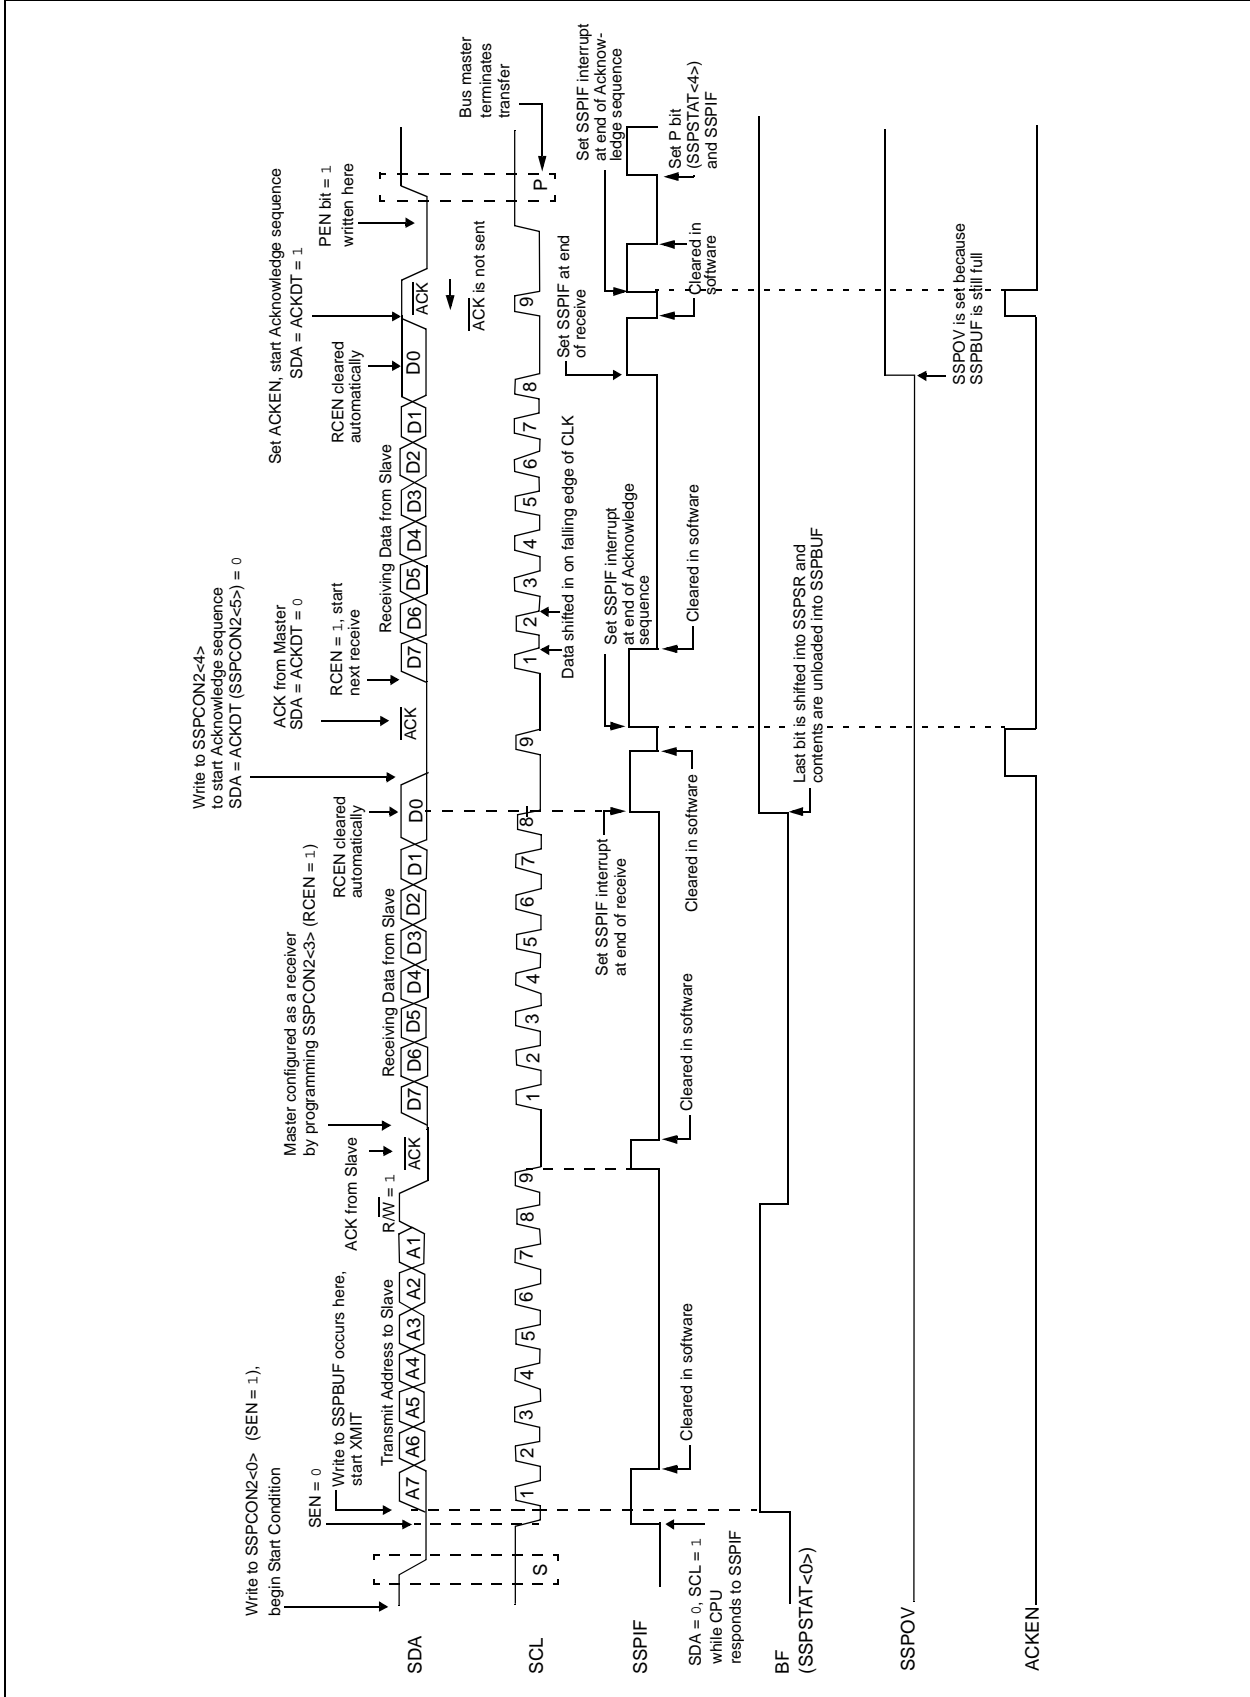 Write to SSPCON2<0> (SEN = 1),
begin Start Condition
SEN = 0
Write to SSPBUF occurs here,
start XMIT
Transmit Address to Slave
R/W = 1
ACK from Slave
Master configured as a receiver
by programming SSPCON2<3> (RCEN = 1)
Receiving Data from Slave
RCEN cleared
automatically
Write to SSPCON2<4>
to start Acknowledge sequence
SDA = ACKDT (SSPCON2<5>) = 0
ACK from Master
SDA = ACKDT = 0
RCEN = 1, start
next receive
Receiving Data from Slave
RCEN cleared
automatically
Set ACKEN, start Acknowledge sequence
SDA = ACKDT = 1
PEN bit = 1
written here
SDA
A7 A6 A5 A4 A3 A2 A1
ACK
D7 D6 D5 D4 D3 D2 D1 D0
ACK
D7 D6 D5 D4 D3 D2 D1 D0
ACK
ACK is not sent
Bus master
terminates
transfer
SCL
S
1 2 3 4 5 6 7 8 9
1 2 3 4 5 6 7 8 9
1 2 3 4 5 6 7 8 9
P
Data shifted in on falling edge of CLK
Set SSPIF interrupt
at end of receive
Set SSPIF interrupt
at end of Acknowledge
sequence
Set SSPIF at end
of receive
Set SSPIF interrupt
at end of Acknow-
ledge sequence
SSPIF
SDA = 0, SCL = 1
while CPU
responds to SSPIF
Cleared in software
Cleared in software
Cleared in software
Cleared in software
Cleared in
software
Set P bit
(SSPSTAT<4>)
and SSPIF
BF
(SSPSTAT<0>)
Last bit is shifted into SSPSR and
contents are unloaded into SSPBUF
SSPOV
SSPOV is set because
SSPBUF is still full
ACKEN